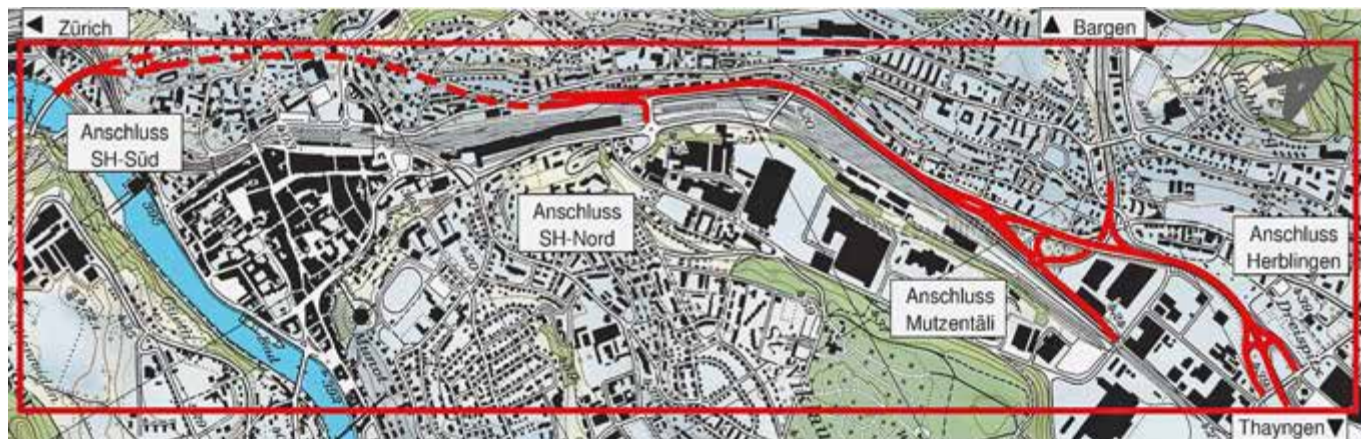 ◄ Zürich
▲ Bargen
Anschluss
SH-Süd
Anschluss
SH-Nord
Anschluss
Mutzentäli
Anschluss
Herblingen
Thayngen ▼